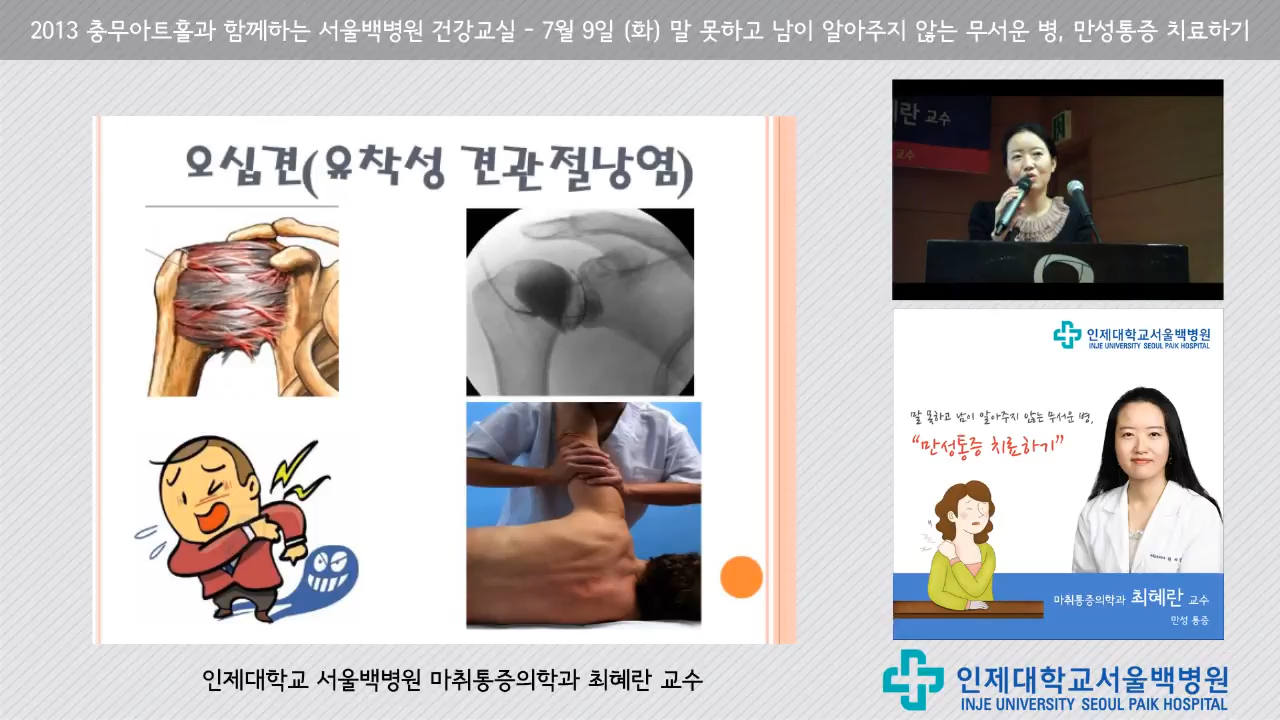 2013 충무아트홀과 함께하는 서울백병원 건강교실 - 7월 9일 (화) 말 못하고 남이 알아주지 않는 무서운 병, 만성통증 치료하기
오십견(유착성 견관절낭염)
란 교수
교수
인제대학교서울백병원
INJE UNIVERSITY SEOUL PAIK HOSPITAL
말 못하고 남이 알아주지 않는 무서운 병,
“만성통증 치료하기”
마취통증의학과 최혜란 교수
만성 통증
인제대학교 서울백병원 마취통증의학과 최혜란 교수
인제대학교서울백병원
INJE UNIVERSITY SEOUL PAIK HOSPITAL